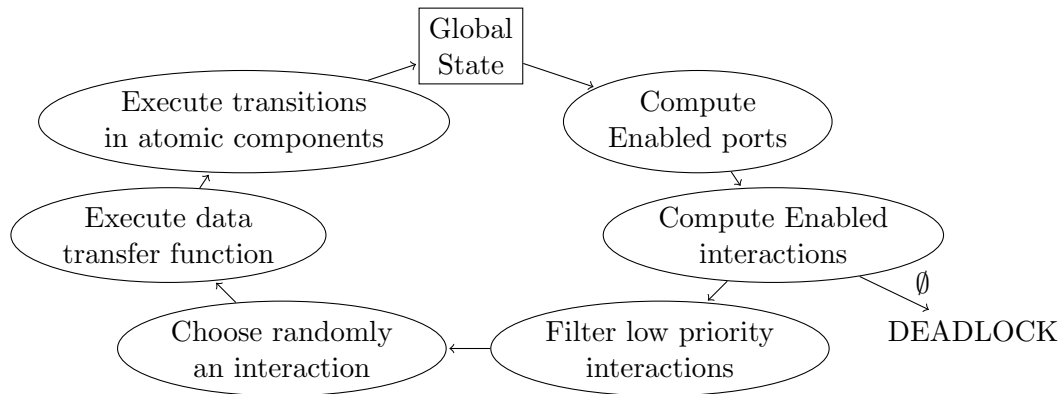 Global
State
Execute transitions
in atomic components
Compute
Enabled ports
Execute data
transfer function
Compute Enabled
interactions
∅
Choose randomly
an interaction
Filter low priority
interactions
DEADLOCK